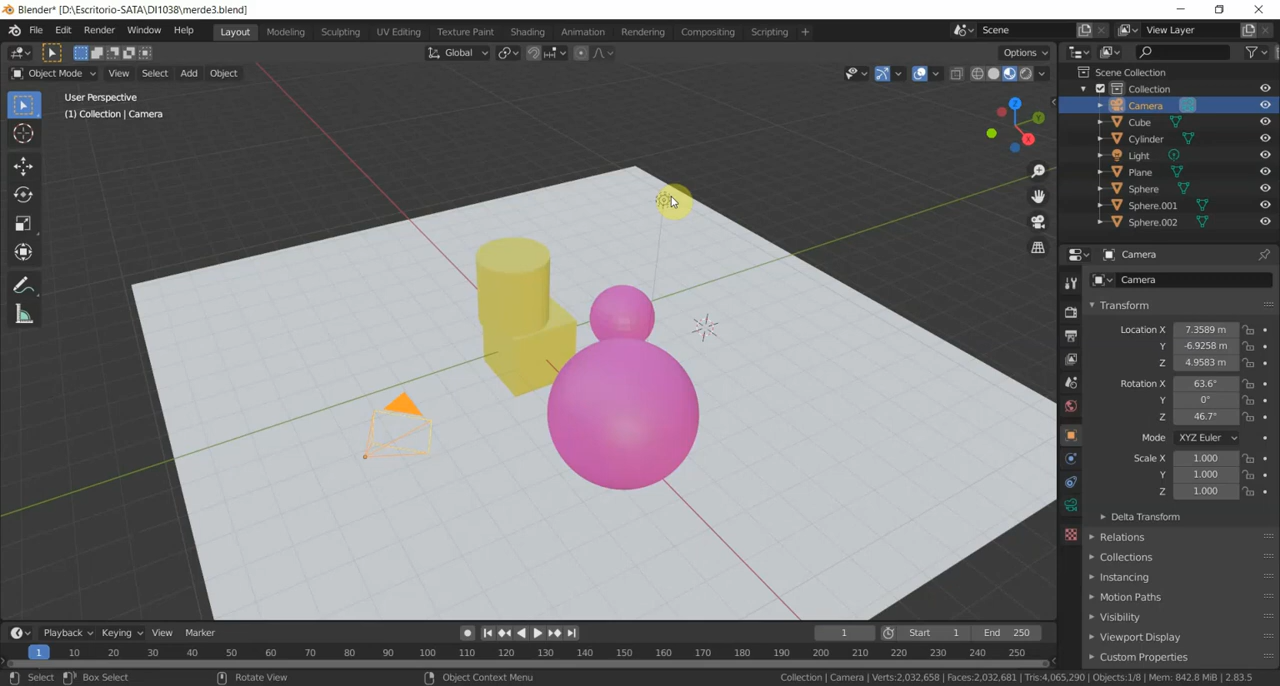 Blender* [D:\Escritorio-SATA\DI1038\merde3.blend]
File Edit Render Window Help Layout Modeling Sculpting UV Editing Texture Paint Shading Animation Rendering Compositing Scripting + Scene View Layer
Global Options
Object Mode View Select Add Object
User Perspective
(1) Collection | Camera
Y
X
Z
Scene Collection
Collection
Camera
Cube
Cylinder
Light
Plane
Sphere
Sphere.001
Sphere.002
Camera
Camera
Transform
Location X 7.3589 m
Y -6.9258 m
Z 4.9583 m
Rotation X 63.6°
Y 0°
Z 46.7°
Mode XYZ Euler
Scale X 1.000
Y 1.000
Z 1.000
Delta Transform
Relations
Collections
Instancing
Motion Paths
Visibility
Viewport Display
Custom Properties
Playback Keying View Marker 1 Start 1 End 250
1 10 20 30 40 50 60 70 80 90 100 110 120 130 140 150 160 170 180 190 200 210 220 230 240 250
Select Box Select Rotate View Object Context Menu Collection | Camera | Verts:2,032,658 | Faces:2,032,681 | Tris:4,065,290 | Objects:1/8 | Mem: 842.8 MiB | 2.83.5